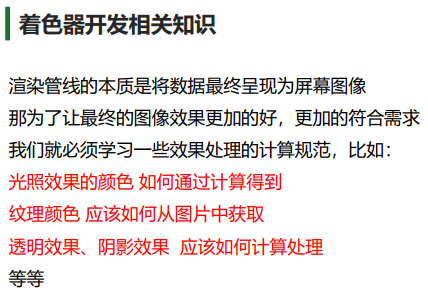 着色器开发相关知识
渲染管线的本质是将数据最终呈现为屏幕图像
那为了让最终的图像效果更加的好，更加的符合需求
我们就必须学习一些效果处理的计算规范，比如：
光照效果的颜色 如何通过计算得到
纹理颜色 应该如何从图片中获取
透明效果、阴影效果 应该如何计算处理
等等